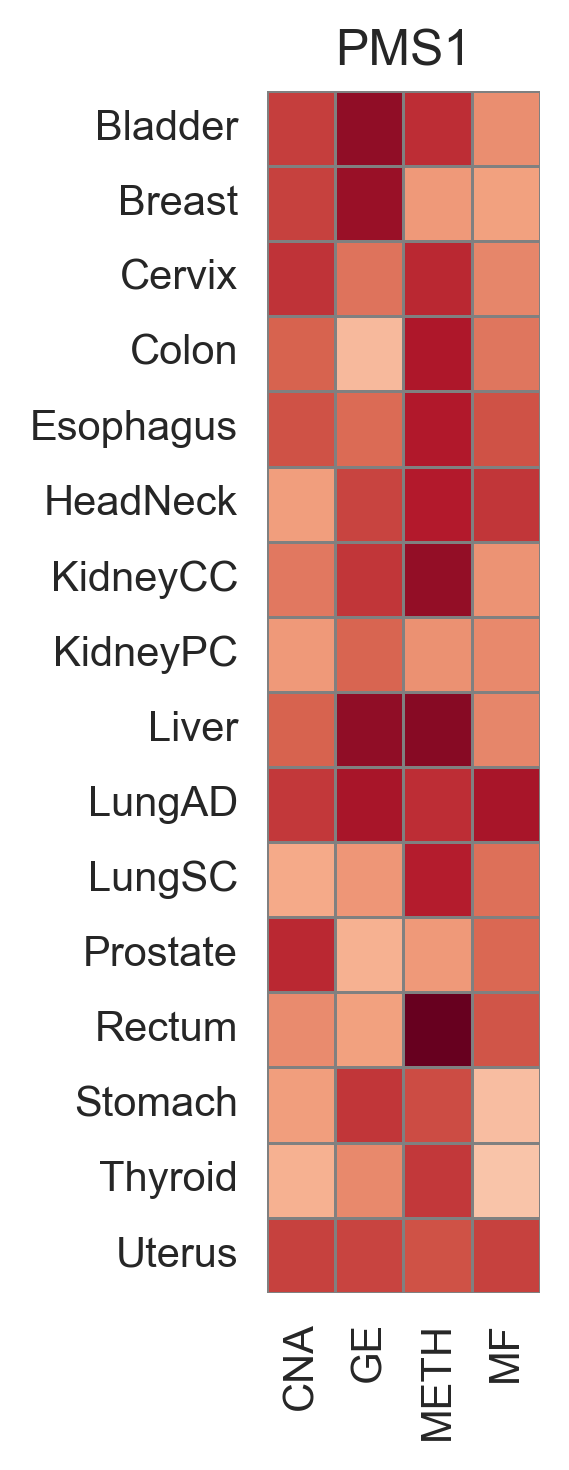 PMS1
Bladder
Breast
Cervix
Colon
Esophagus
HeadNeck
KidneyCC
KidneyPC
Liver
LungAD
LungSC
Prostate
Rectum
Stomach
Thyroid
Uterus
CNA
GE
METH
MF